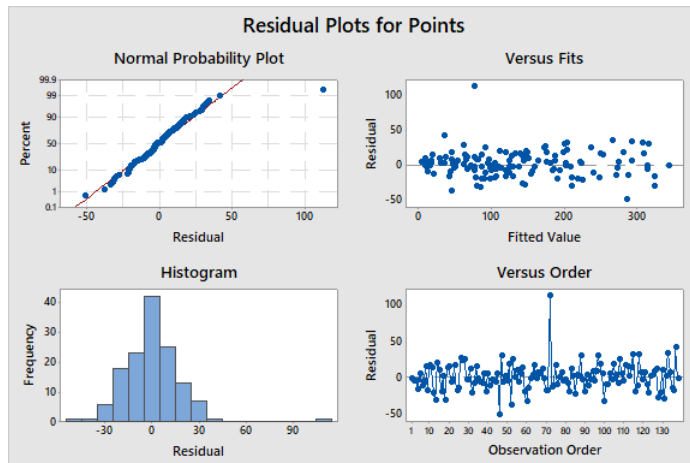 Residual Plots for Points
Normal Probability Plot
99.9
99
90
50
10
1
0.1
Percent
-50 0 50 100
Residual
Versus Fits
100
50
0
-50
Residual
0 100 200 300
Fitted Value
Histogram
40
30
20
10
0
Frequency
-30 0 30 60 90
Residual
Versus Order
100
50
0
-50
Residual
1 10 20 30 40 50 60 70 80 90 100 110 120 130
Observation Order